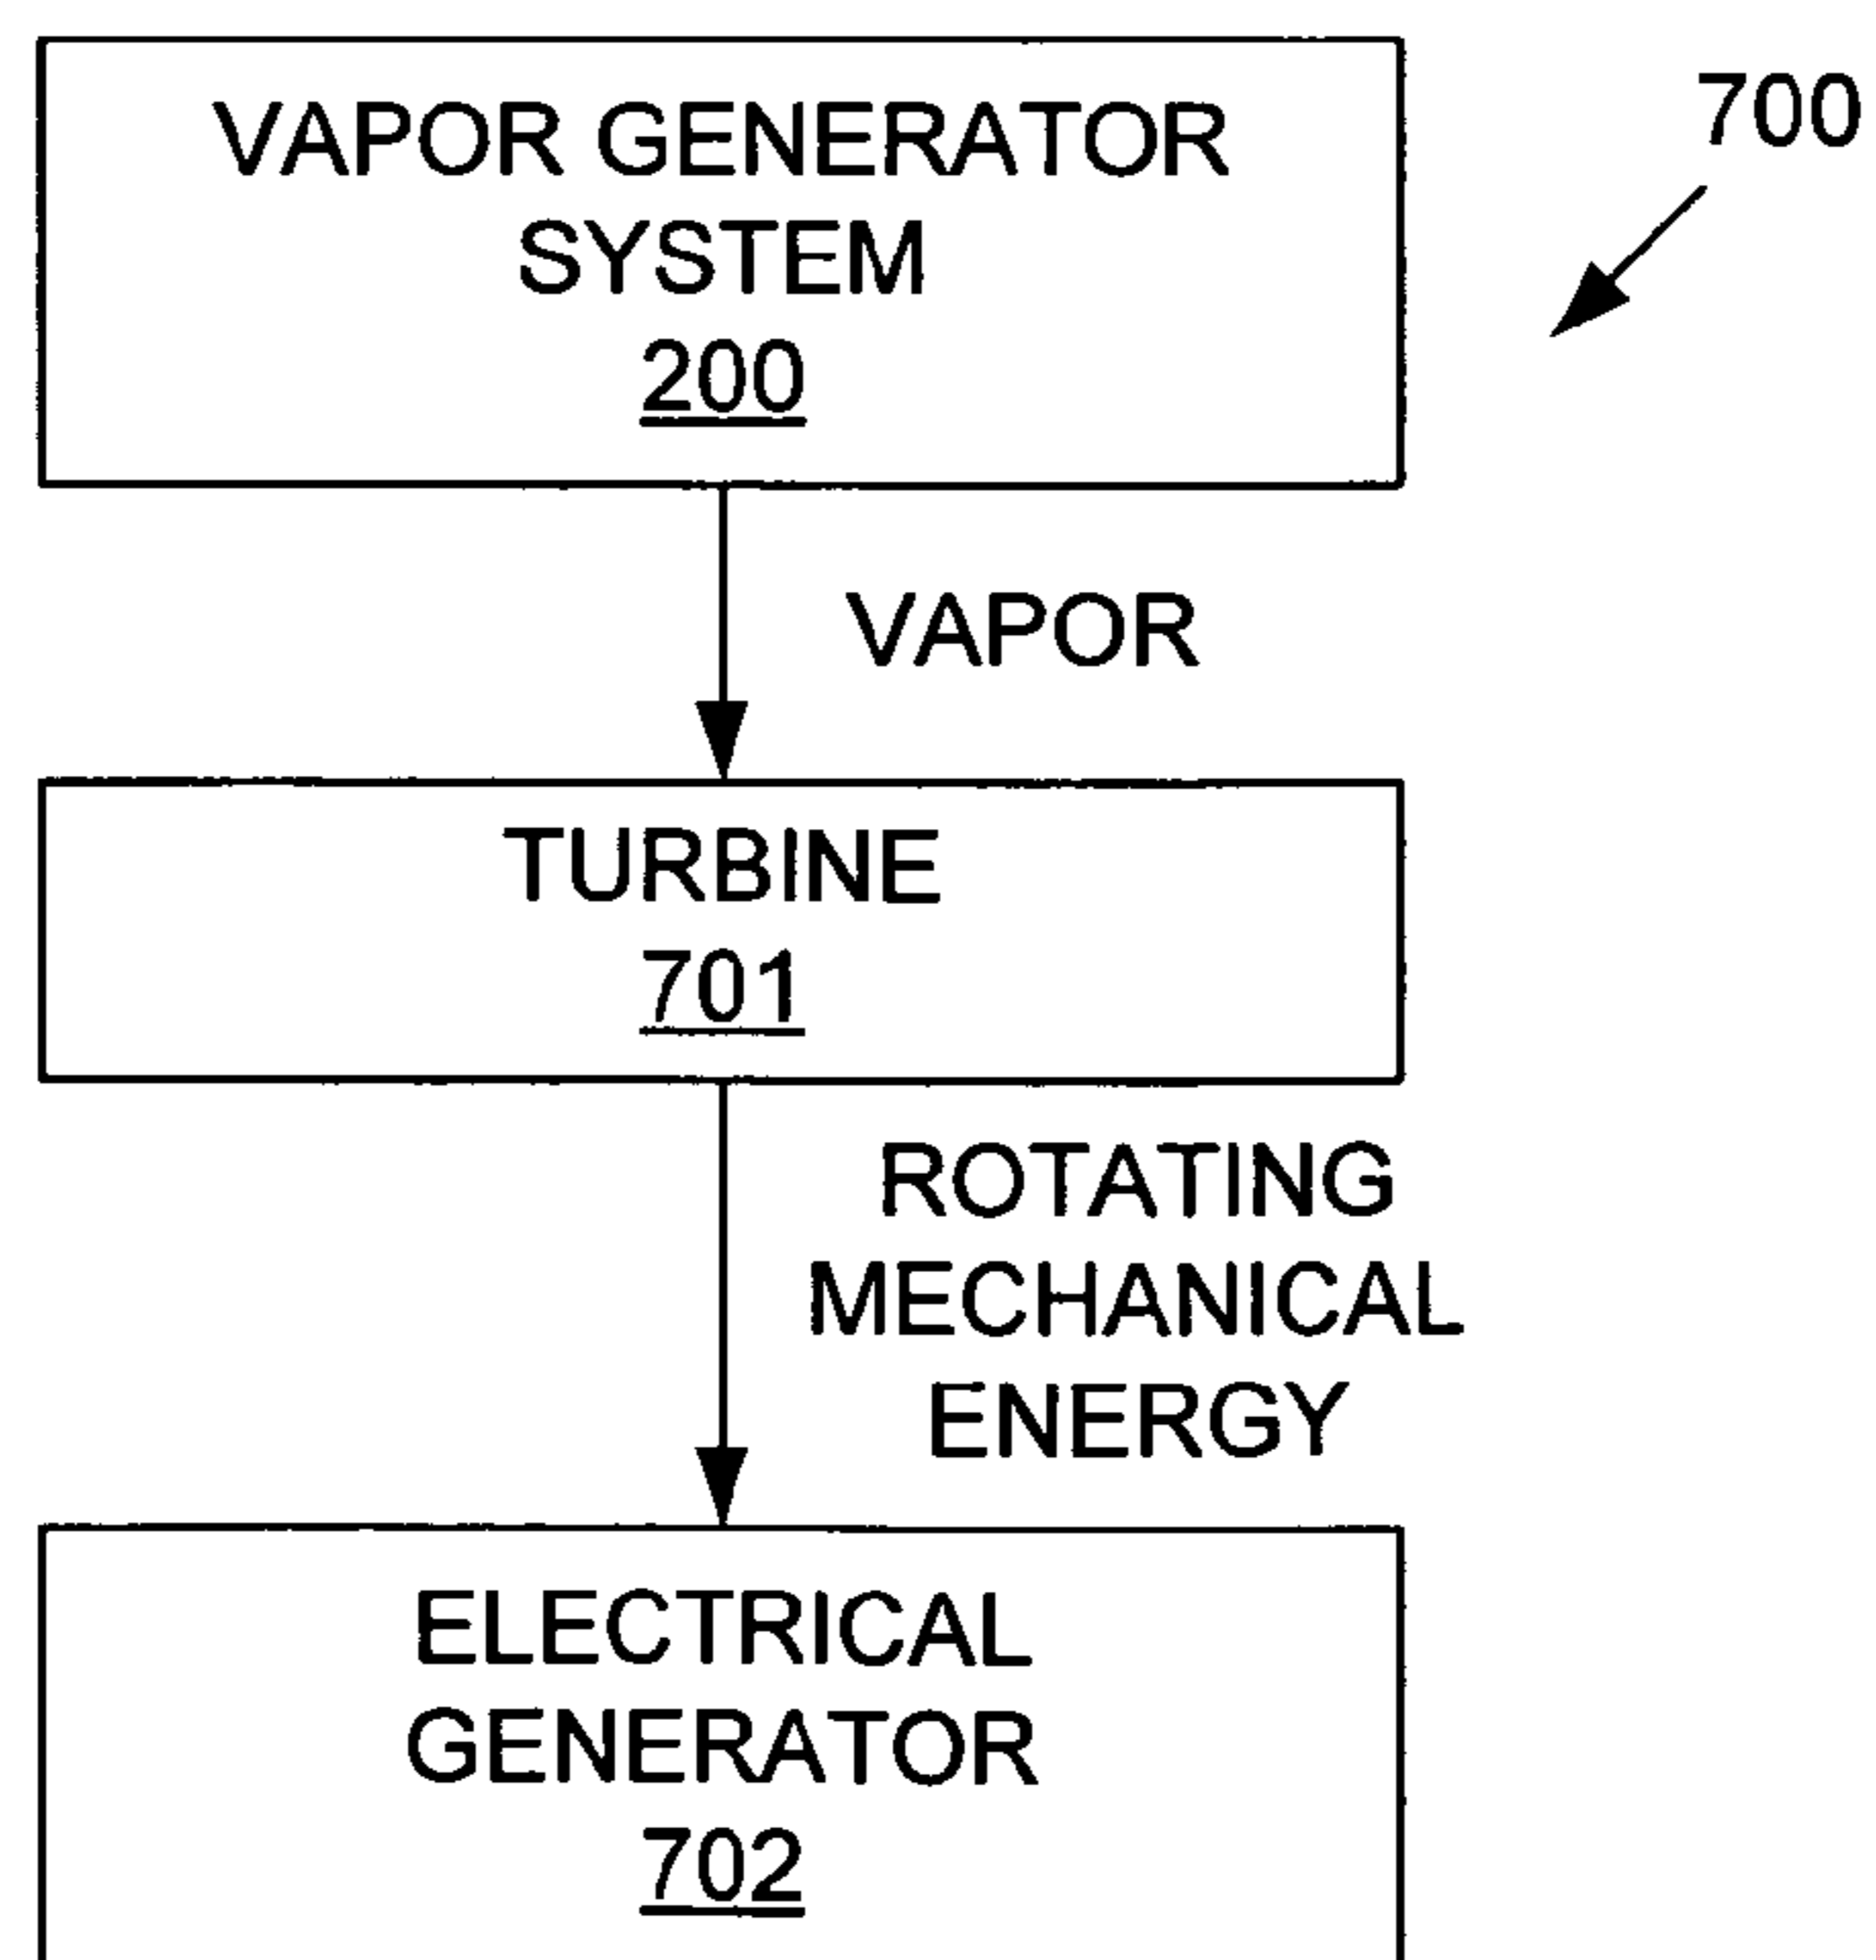 VAPOR GENERATOR
SYSTEM
200
700
VAPOR
TURBINE
701
ROTATING
MECHANICAL
ENERGY
ELECTRICAL
GENERATOR
702